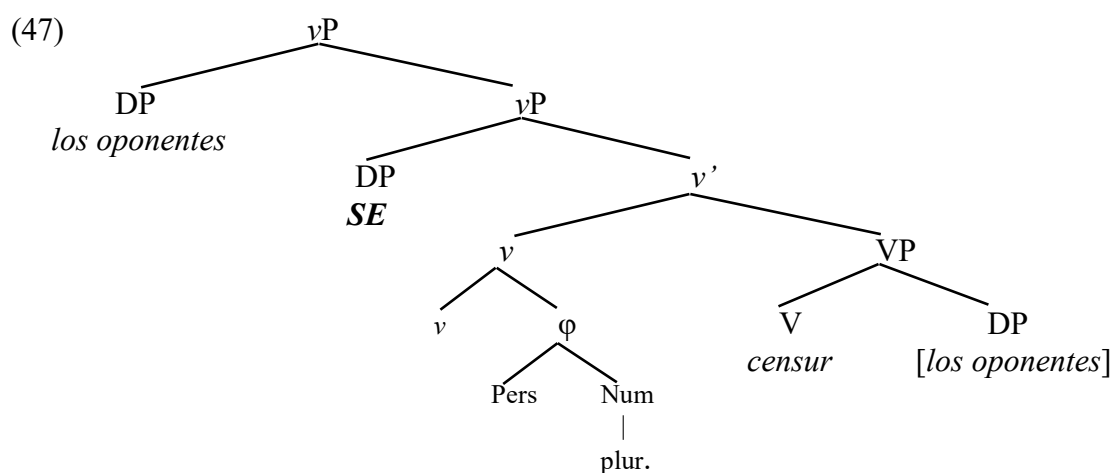 (47) vP
DP vP
los oponentes
DP v’
SE
v VP
v φ V DP
censur [los oponentes]
Pers Num
plur.